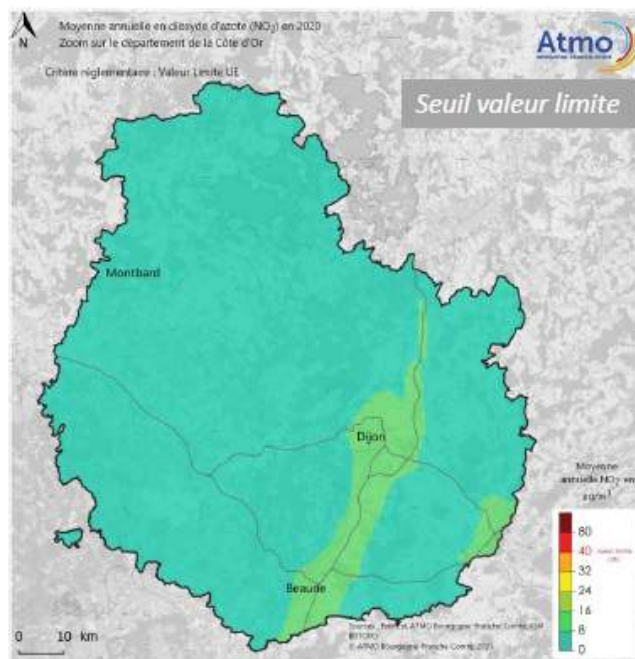 N
Moyenne annuelle en dioxyde d'azote (NO2) en 2020
Zoom sur le département de la Côte d'Or
Critère réglementaire : Valeur Limite UE
Atmo
Seuil valeur limite
Montbard
Dijon
Beaune
0 10 km
Moyenne
annuelle NO2 en
µg/m3
80
40
32
24
16
8
0
© ATMO Bourgogne-Franche-Comté, 2021